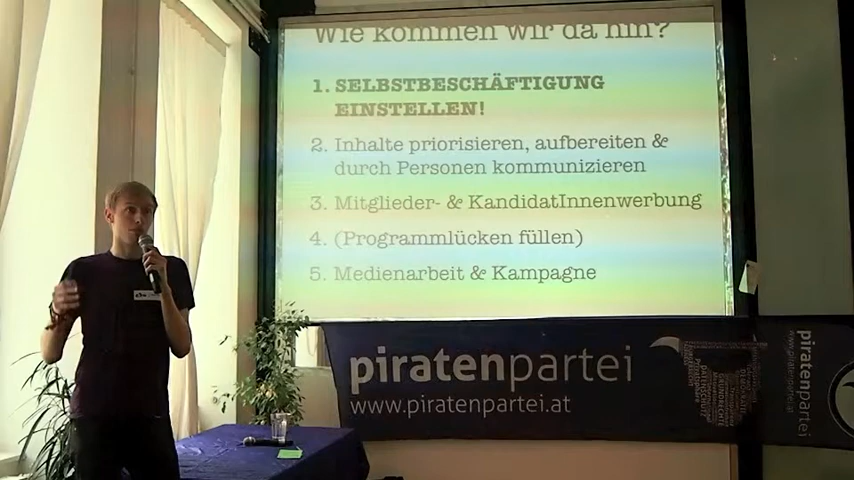 Wie kommen wir da hin?
1. SELBSTBESCHÄFTIGUNG
EINSTELLEN!
2. Inhalte priorisieren, aufbereiten &
durch Personen kommunizieren
3. Mitglieder- & KandidatInnenwerbung
4. (Programmlücken füllen)
5. Medienarbeit & Kampagne
piratenpartei
www.piratenpartei.at
piratenpartei
www.piratenpartei